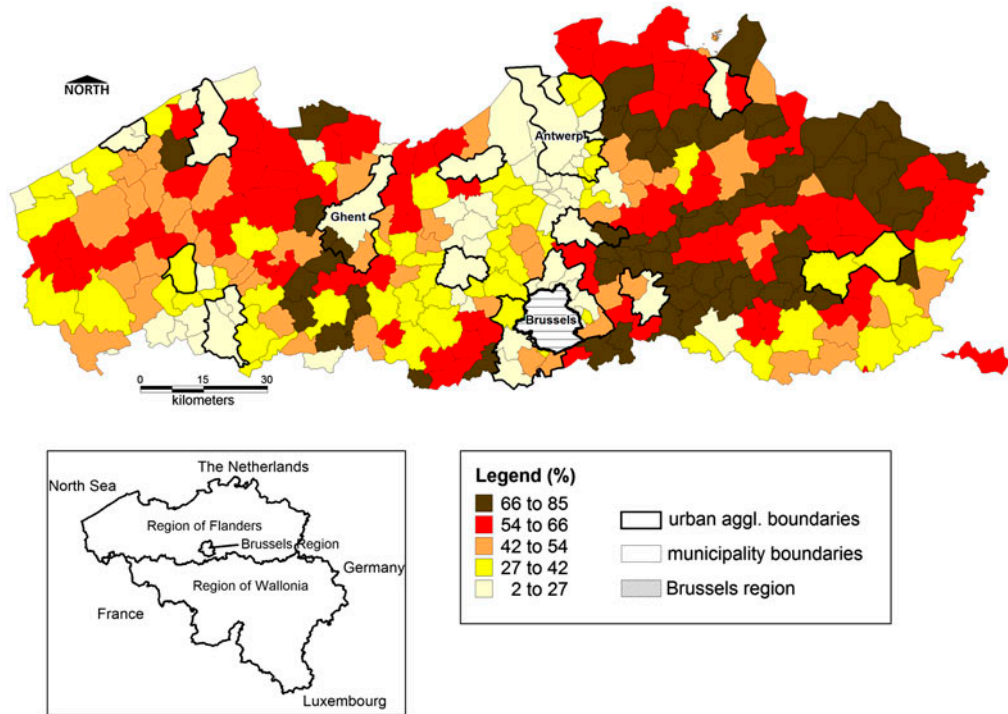 NORTH
Antwerp
Ghent
Brussels
0 15 30
kilometers
The Netherlands
North Sea
Region of Flanders
Brussels Region
Germany
Region of Wallonia
France
Luxembourg
Legend (%)
66 to 85
54 to 66
42 to 54
27 to 42
2 to 27
urban aggl. boundaries
municipality boundaries
Brussels region